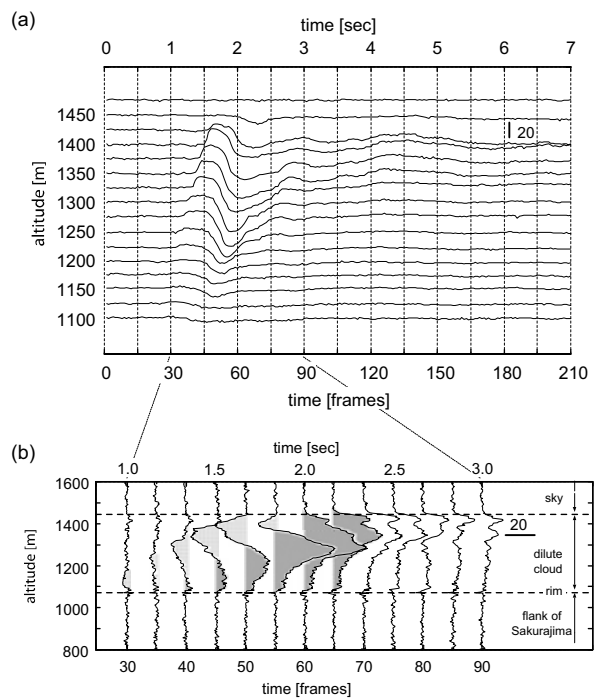 (a)
time [sec]
0 1 2 3 4 5 6 7
altitude [m]
1450
1400
1350
1300
1250
1200
1150
1100
20
0 30 60 90 120 150 180 210
time [frames]
(b)
time [sec]
1.0 1.5 2.0 2.5 3.0
altitude [m]
1600
1400
1200
1000
800
sky
20
dilute
cloud
rim
flank of
Sakurajima
30 40 50 60 70 80 90
time [frames]